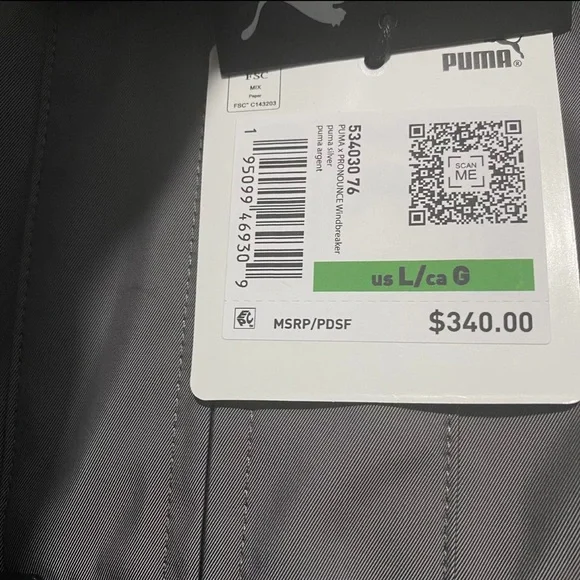 PUMA®
FSC
MIX
Paper
FSC® C143203
1 95099 46930 9
534030 76
PUMA x PRONOUNCE Windbreaker
puma silver
puma argent
SCAN
ME
us L/ca G
MSRP/PDSF $340.00